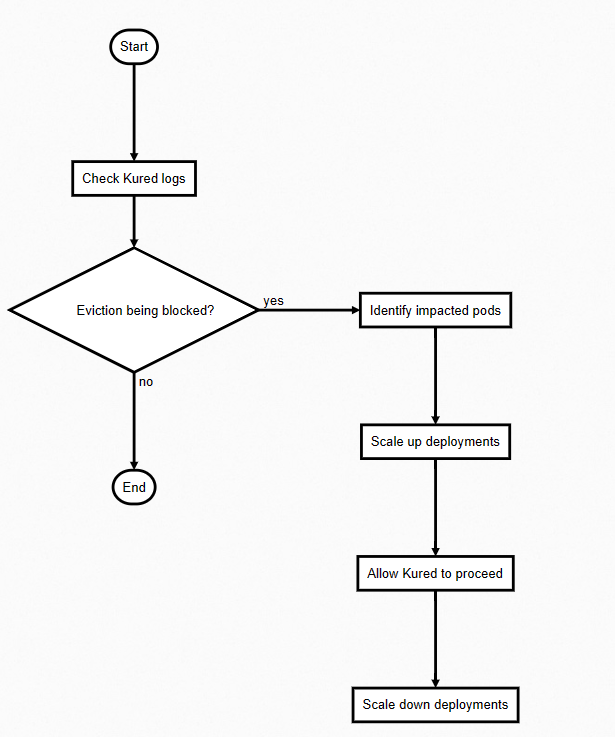 Start
Check Kured logs
Eviction being blocked?
yes
Identify impacted pods
no
Scale up deployments
End
Allow Kured to proceed
Scale down deployments